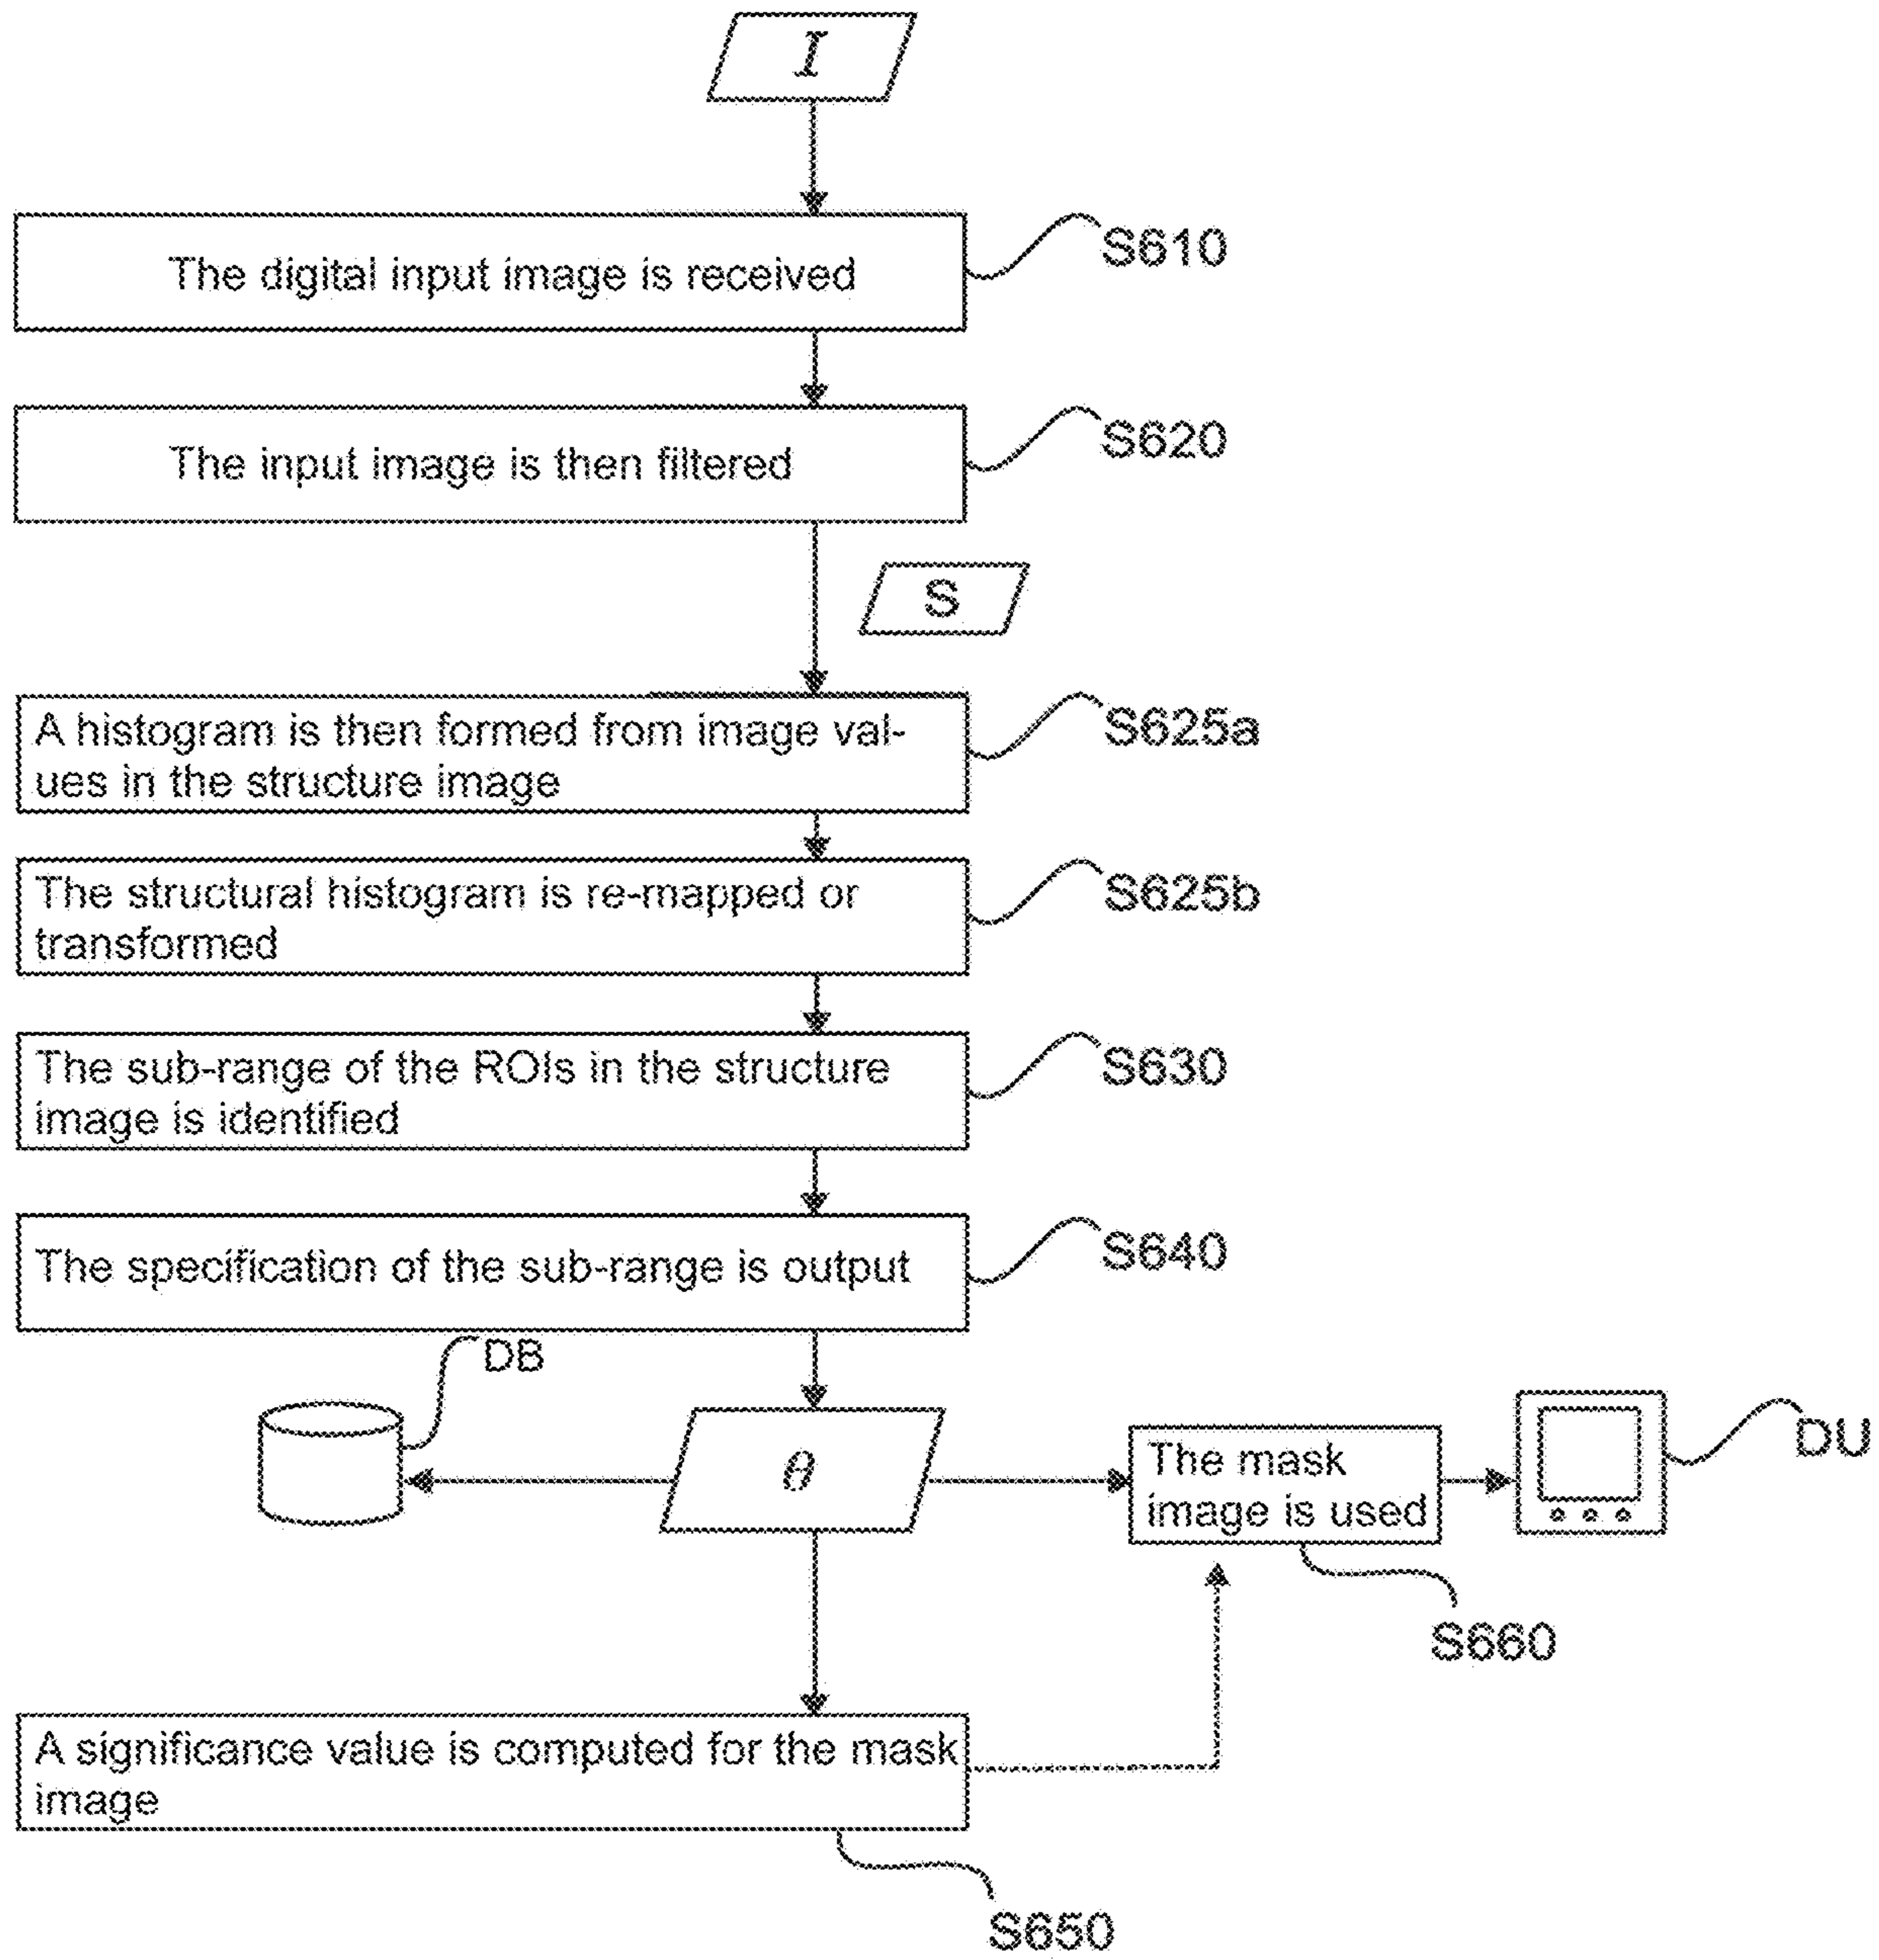 I
The digital input image is received
S610
The input image is then filtered
S620
S
A histogram is then formed from image val-
ues in the structure image
S625a
The structural histogram is re-mapped or
transformed
S625b
The sub-range of the ROIs in the structure
image is identified
S630
The specification of the sub-range is output
S640
DB
θ
The mask
image is used
DU
S660
A significance value is computed for the mask
image
S650